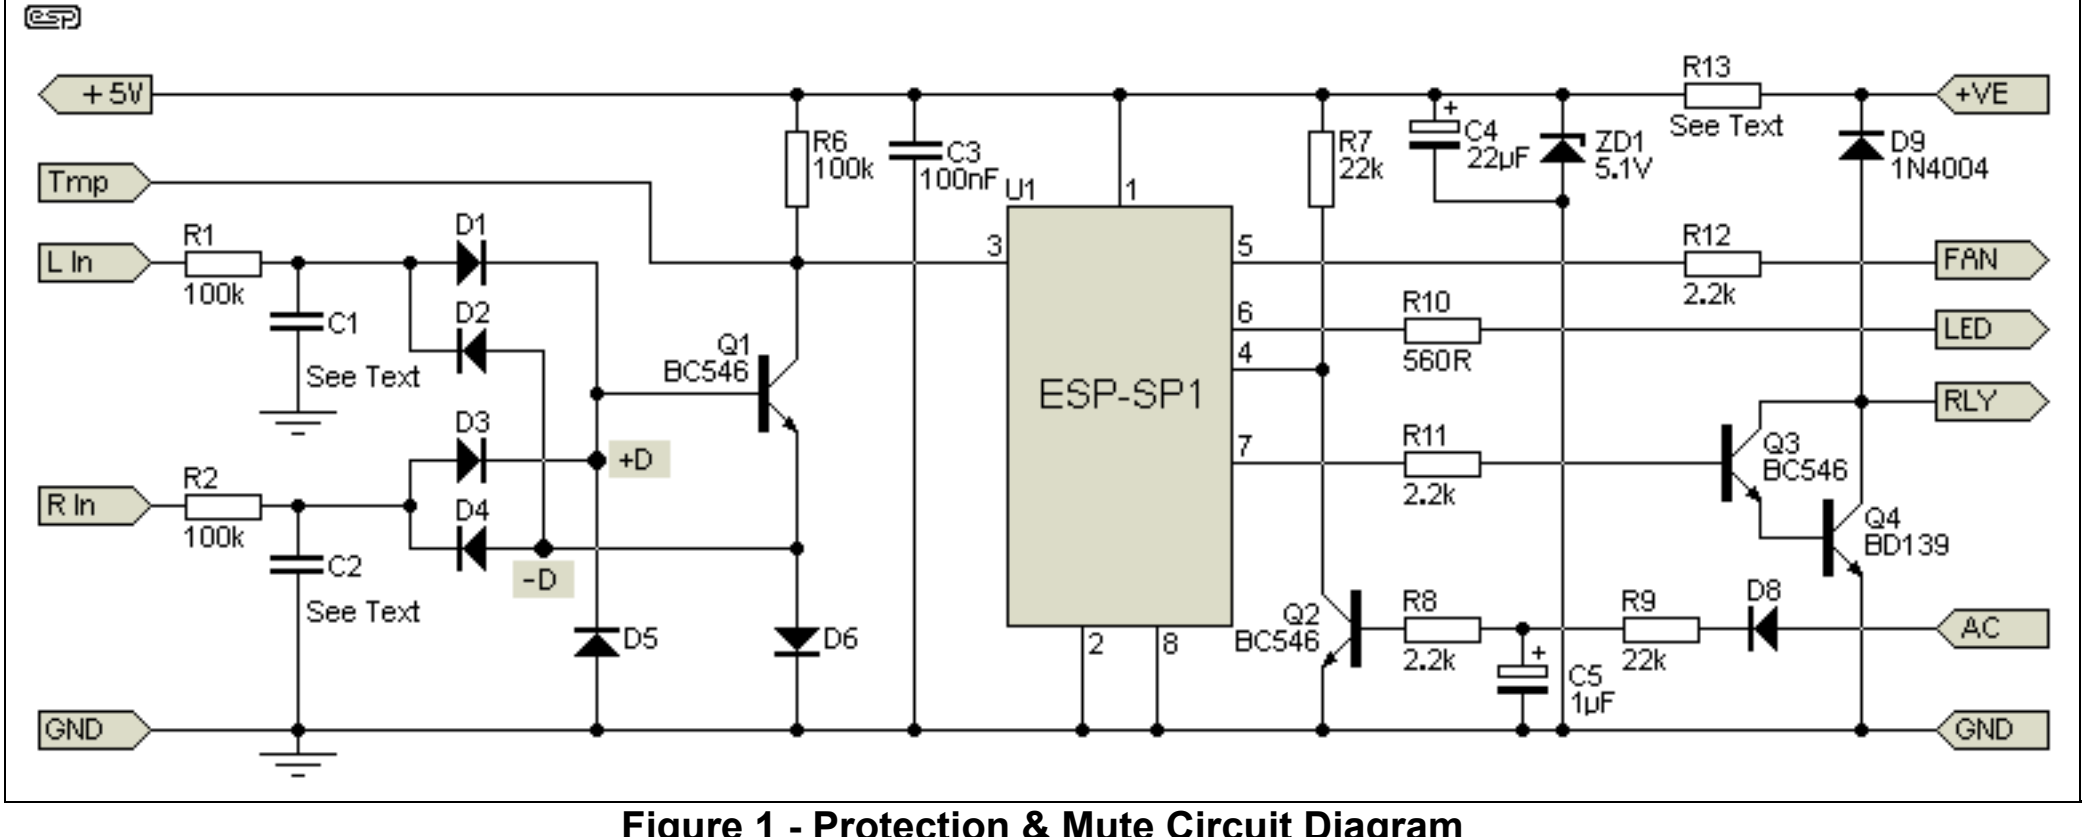 esp
+5V
R13
+VE
See Text
Tmp
R6
100k
C3
100nF
U1
1
R7
22k
+
C4
22µF
ZD1
5.1V
D9
1N4004
L In
R1
100k
D1
3
5
R12
2.2k
FAN
C1
See Text
D2
Q1
BC546
ESP-SP1
6
R10
560R
LED
4
RLY
D3
+D
7
R11
2.2k
Q3
BC546
R In
R2
100k
D4
-D
Q4
BD139
C2
See Text
D5
D6
2
8
Q2
BC546
R8
2.2k
+
C5
1µF
R9
22k
D8
AC
GND
GND
Figure 1 - Protection & Mute Circuit Diagram